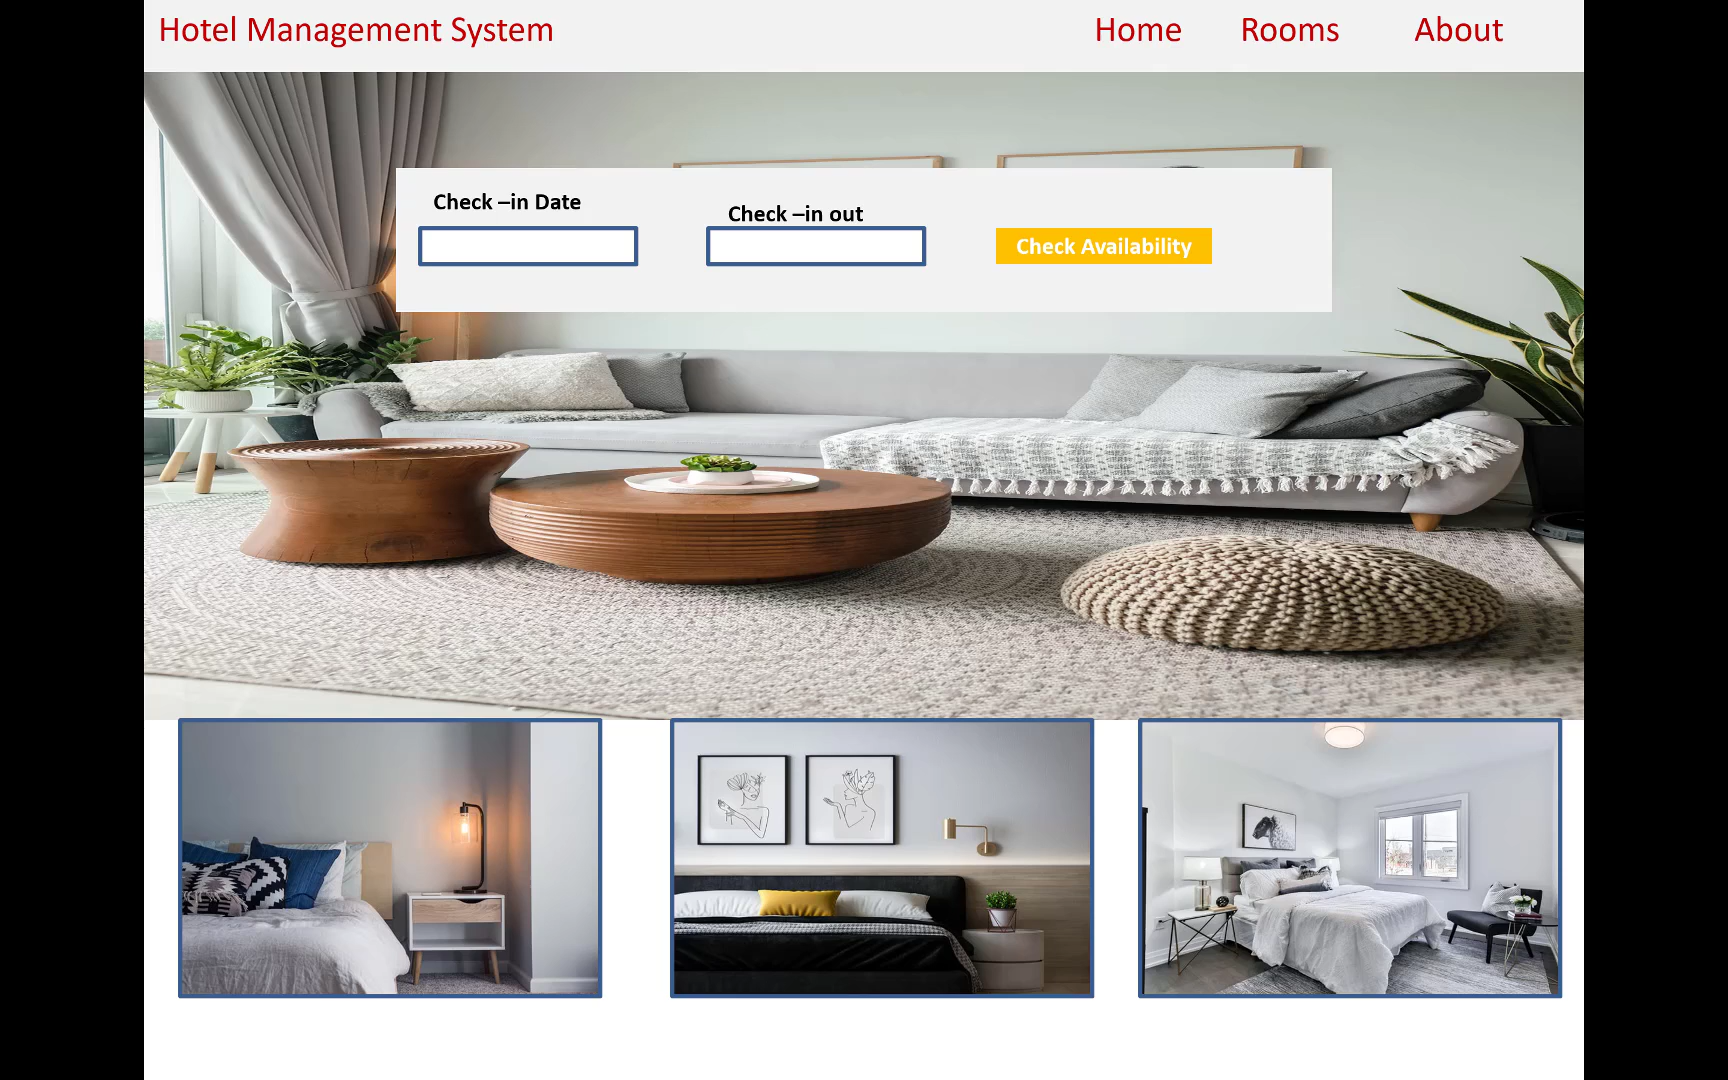 Hotel Management System Home Rooms About
Check –in Date
Check –in out
Check Availability